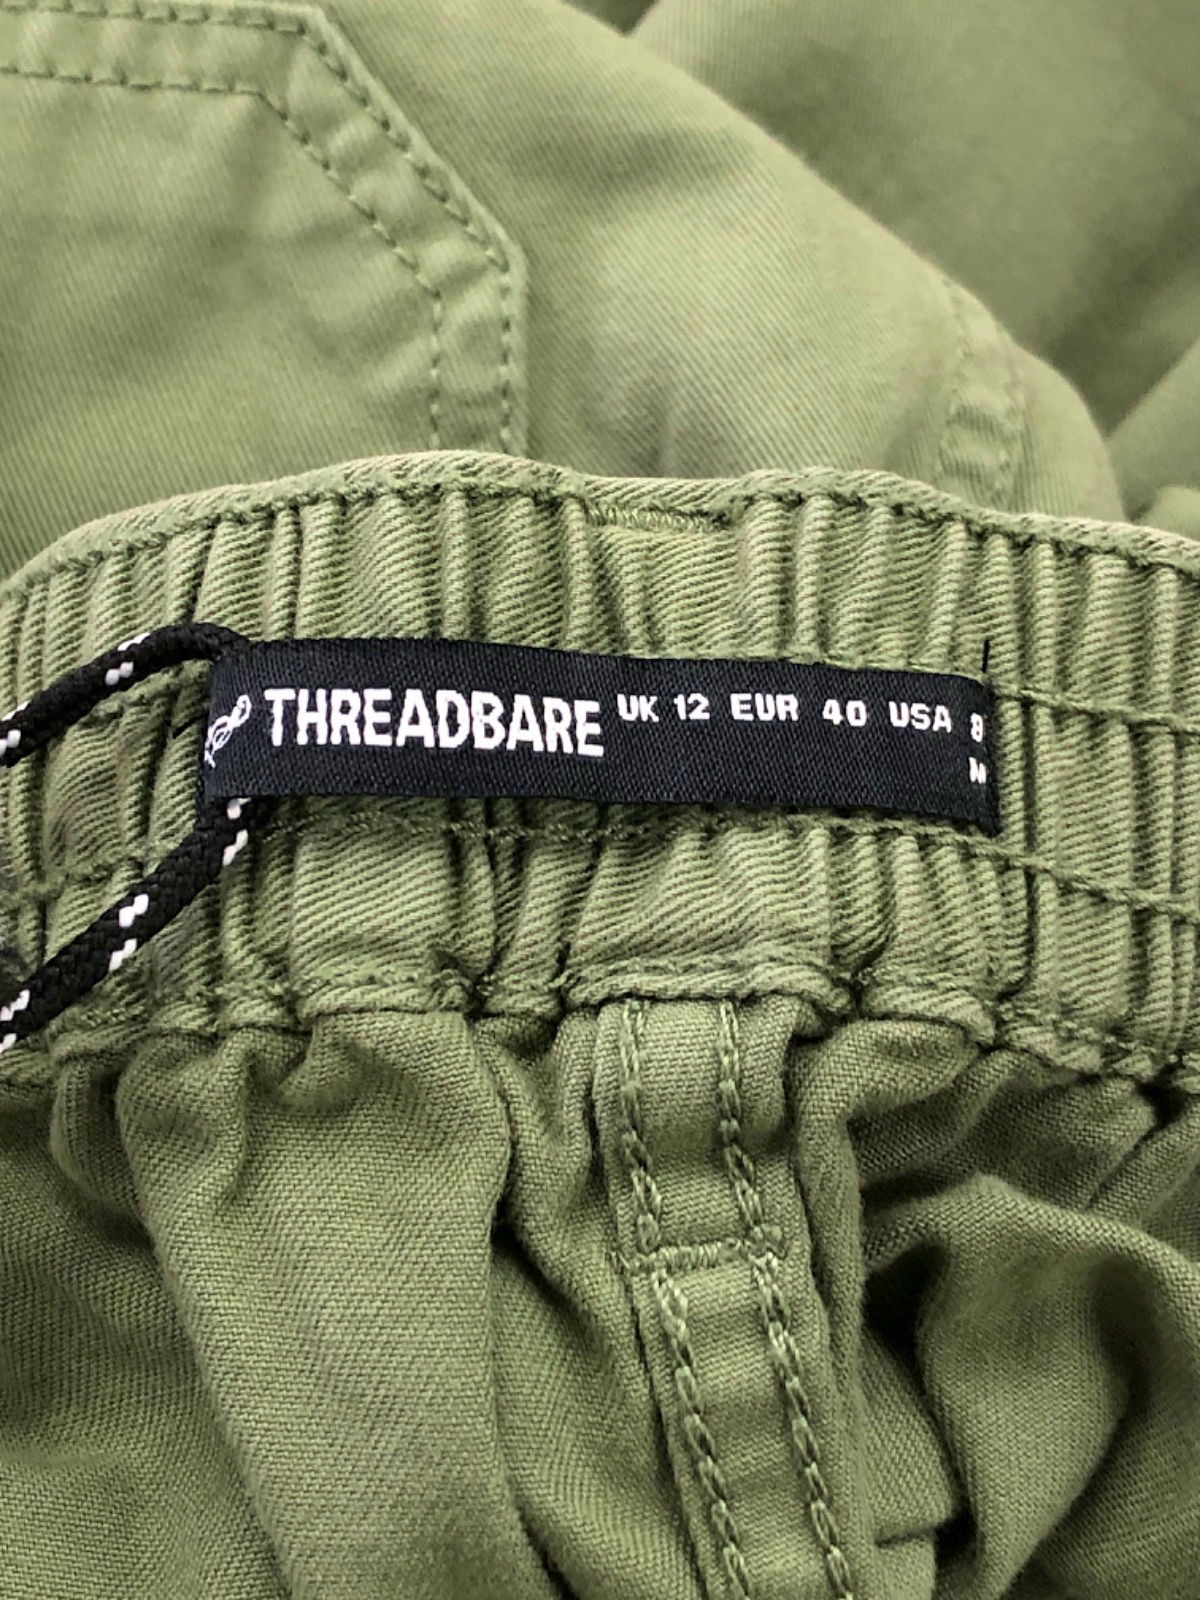 THREADBARE UK 12 EUR 40 USA 8
M